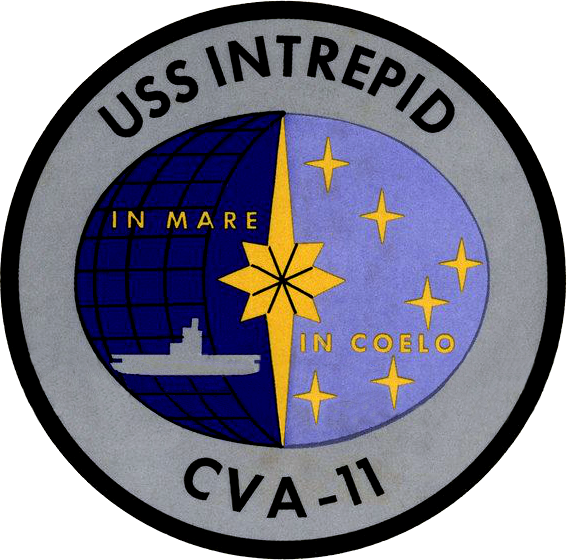 USS INTREPID
IN MARE
IN COELO
CVA-11